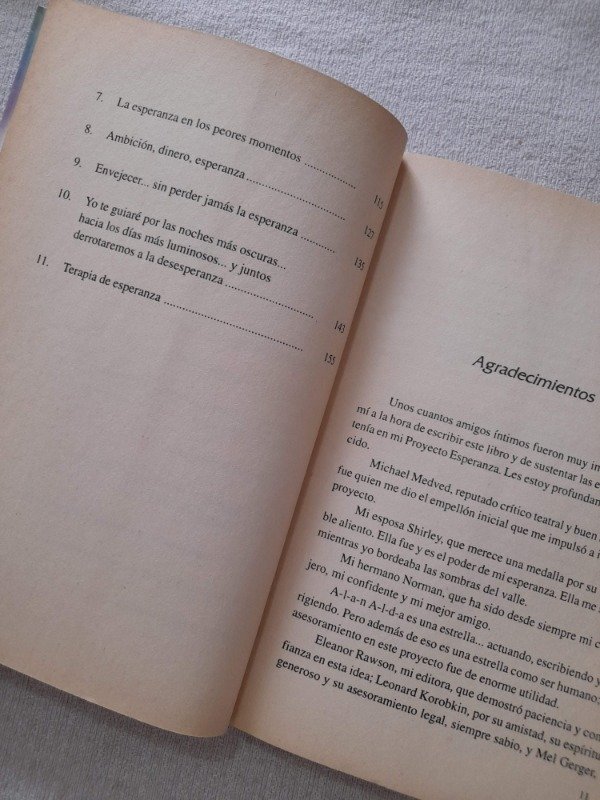 7. La esperanza en los peores momentos ................ 115
8. Ambición, dinero, esperanza ............................. 127
9. Envejecer... sin perder jamás la esperanza ........... 135
10. Yo te guiaré por las noches más oscuras...
hacia los días más luminosos... y juntos
derrotaremos a la desesperanza ........................ 143
11. Terapia de esperanza ........................................ 155
Agradecimientos
Unos cuantos amigos íntimos fueron muy
mí a la hora de escribir este libro y de sustentar las
tenía en mi Proyecto Esperanza. Les estoy
cido.
Michael Medved, reputado crítico teatral y buen
fue quien me dio el empellón inicial que me impulsó a
proyecto.
Mi esposa Shirley, que merece una medalla por su
ble aliento. Ella fue y es el poder de mi esperanza. Ella me
mientras yo bordeaba las sombras del valle.
Mi hermano Norman, que ha sido desde siempre mi
jero, mi confidente y mi mejor amigo.
A-l-a-n A-l-d-a es una estrella... actuando, escribiendo y
rigiendo. Pero además de eso es una estrella como ser humano:
asesoramiento en este proyecto fue de enorme utilidad.
Eleanor Rawson, mi editora, que demostró paciencia y
fianza en esta idea; Leonard Korobkin, por su amistad, su
generoso y su asesoramiento legal, siempre sabio, y Mel Gerger,
11